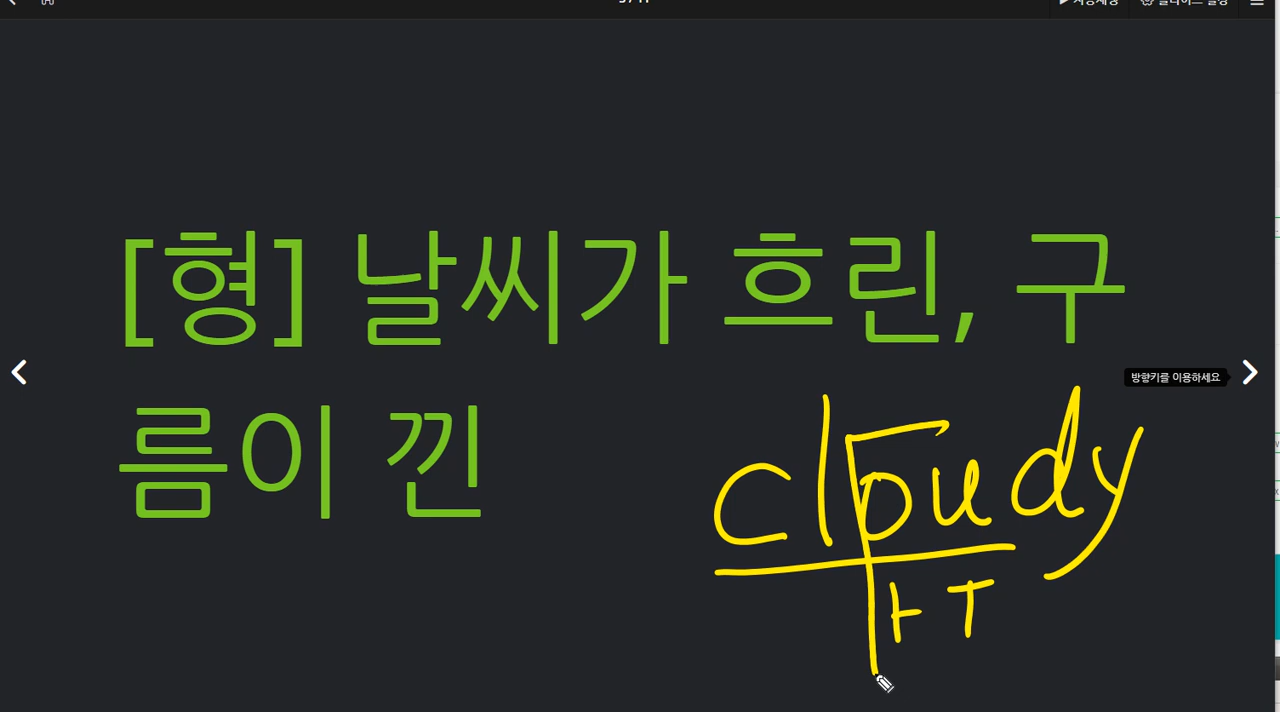 [형] 날씨가 흐린, 구
름이 낀
방향키를 이용하세요
cloudy
ㅏㅜ